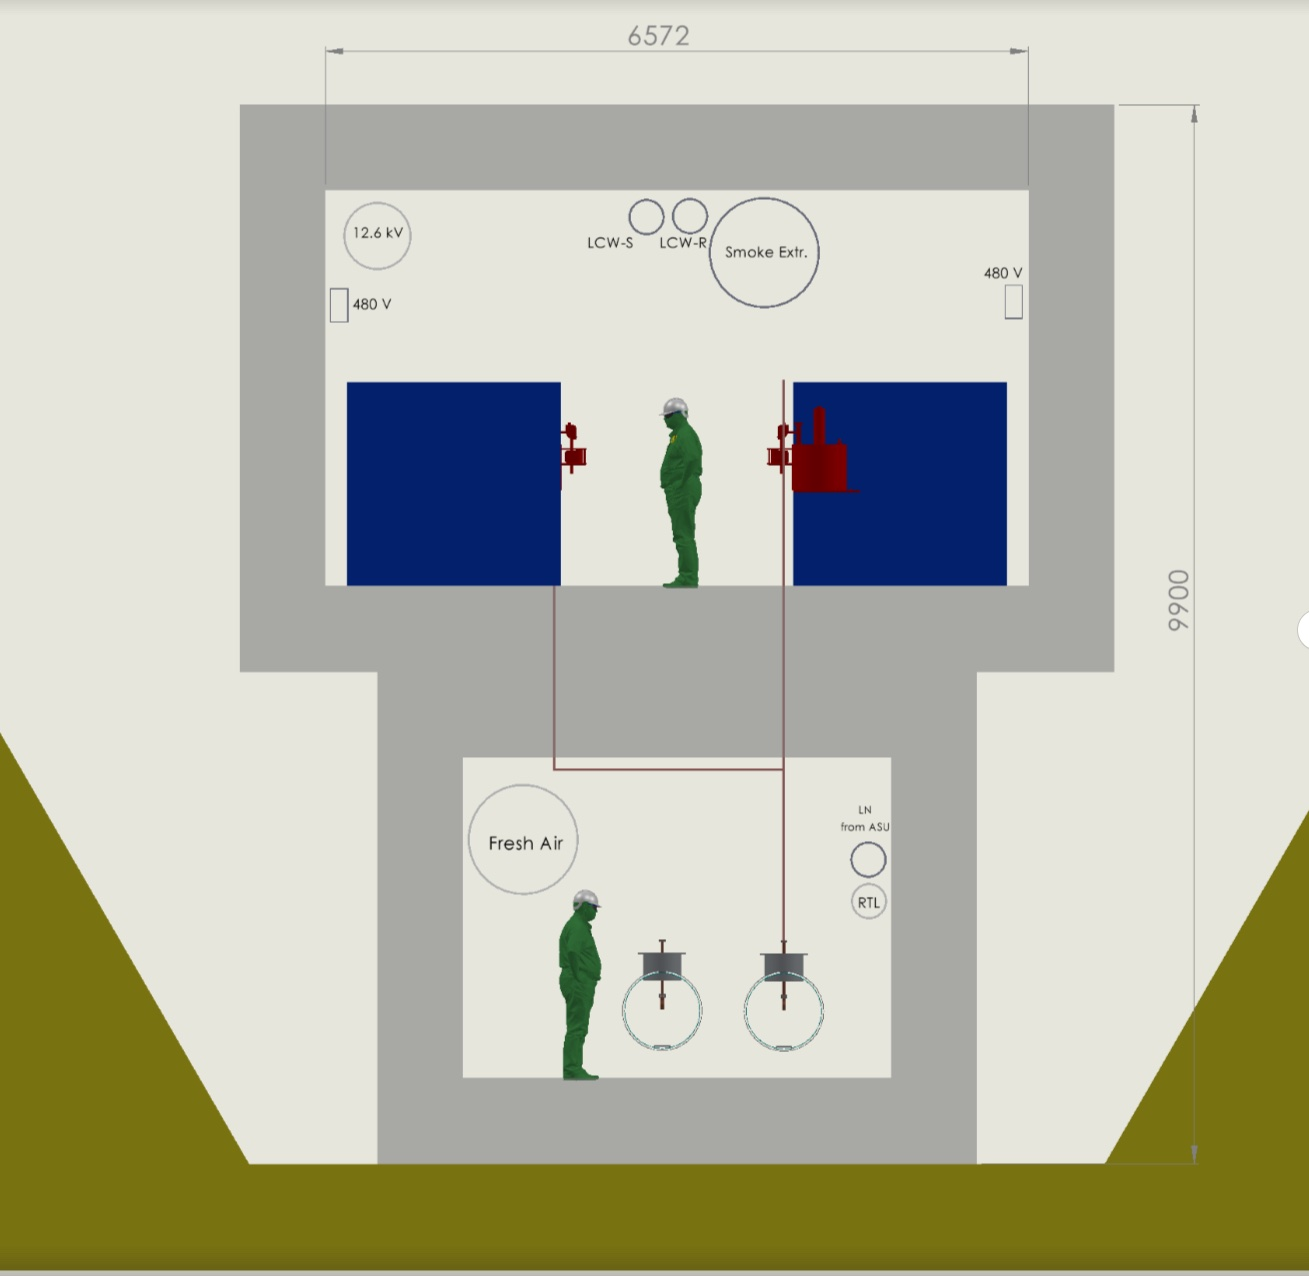 6572
12.6 kV
LCW-S
LCW-R
Smoke Extr.
480 V
480 V
9900
Fresh Air
LN
from ASU
RTL